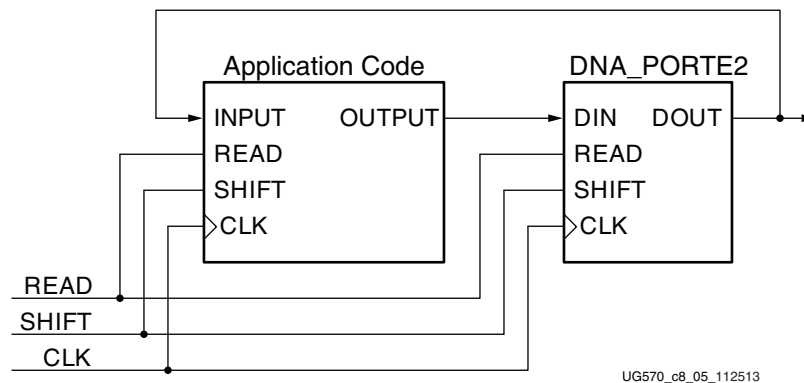 Application Code
DNA_PORTE2
INPUT OUTPUT
READ
SHIFT
CLK
DIN DOUT
READ
SHIFT
CLK
READ
SHIFT
CLK
UG570_c8_05_112513